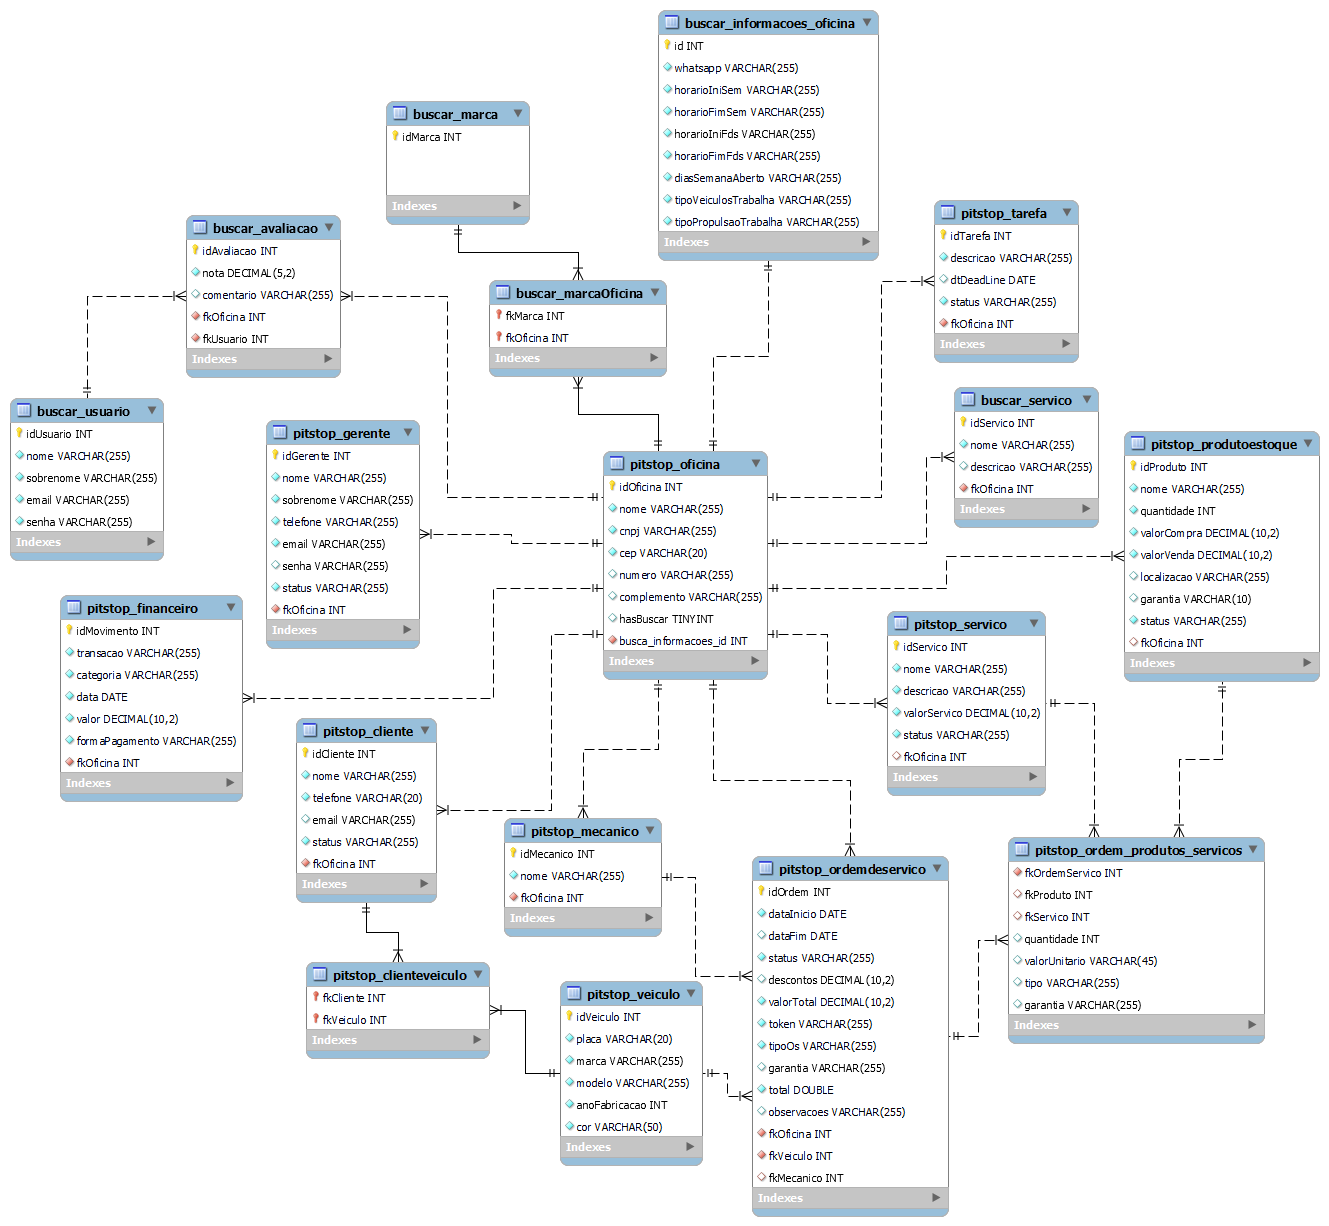 buscar_informacoes_oficina
id INT
whatsapp VARCHAR(255)
horarioIniSem VARCHAR(255)
horarioFimSem VARCHAR(255)
horarioIniFds VARCHAR(255)
horarioFimFds VARCHAR(255)
diasSemanaAberto VARCHAR(255)
tipoVeiculosTrabalha VARCHAR(255)
tipoPropulsaoTrabalha VARCHAR(255)
Indexes
buscar_marca
idMarca INT
Indexes
buscar_avaliacao
idAvaliacao INT
nota DECIMAL(5,2)
comentario VARCHAR(255)
fkOficina INT
fkUsuario INT
Indexes
buscar_marcaOficina
fkMarca INT
fkOficina INT
Indexes
pitstop_tarefa
idTarefa INT
descricao VARCHAR(255)
dtDeadLine DATE
status VARCHAR(255)
fkOficina INT
Indexes
buscar_usuario
idUsuario INT
nome VARCHAR(255)
sobrenome VARCHAR(255)
email VARCHAR(255)
senha VARCHAR(255)
Indexes
pitstop_gerente
idGerente INT
nome VARCHAR(255)
sobrenome VARCHAR(255)
telefone VARCHAR(255)
email VARCHAR(255)
senha VARCHAR(255)
status VARCHAR(255)
fkOficina INT
Indexes
pitstop_oficina
idOficina INT
nome VARCHAR(255)
cnpj VARCHAR(255)
cep VARCHAR(20)
numero VARCHAR(255)
complemento VARCHAR(255)
hasBuscar TINYINT
busca_informacoes_id INT
Indexes
buscar_servico
idServico INT
nome VARCHAR(255)
descricao VARCHAR(255)
fkOficina INT
Indexes
pitstop_produtoestoque
idProduto INT
nome VARCHAR(255)
quantidade INT
valorCompra DECIMAL(10,2)
valorVenda DECIMAL(10,2)
localizacao VARCHAR(255)
garantia VARCHAR(10)
status VARCHAR(255)
fkOficina INT
Indexes
pitstop_financeiro
idMovimento INT
transacao VARCHAR(255)
categoria VARCHAR(255)
data DATE
valor DECIMAL(10,2)
formaPagamento VARCHAR(255)
fkOficina INT
Indexes
pitstop_servico
idServico INT
nome VARCHAR(255)
descricao VARCHAR(255)
valorServico DECIMAL(10,2)
status VARCHAR(255)
fkOficina INT
Indexes
pitstop_cliente
idCliente INT
nome VARCHAR(255)
telefone VARCHAR(20)
email VARCHAR(255)
status VARCHAR(255)
fkOficina INT
Indexes
pitstop_mecanico
idMecanico INT
nome VARCHAR(255)
fkOficina INT
Indexes
pitstop_ordemdeservico
idOrdem INT
dataInicio DATE
dataFim DATE
status VARCHAR(255)
descontos DECIMAL(10,2)
valorTotal DECIMAL(10,2)
token VARCHAR(255)
tipoOs VARCHAR(255)
garantia VARCHAR(255)
total DOUBLE
observacoes VARCHAR(255)
fkOficina INT
fkVeiculo INT
fkMecanico INT
Indexes
pitstop_ordem_produtos_servicos
fkOrdemServico INT
fkProduto INT
fkServico INT
quantidade INT
valorUnitario VARCHAR(45)
tipo VARCHAR(255)
garantia VARCHAR(255)
Indexes
pitstop_clienteveiculo
fkCliente INT
fkVeiculo INT
Indexes
pitstop_veiculo
idVeiculo INT
placa VARCHAR(20)
marca VARCHAR(255)
modelo VARCHAR(255)
anoFabricacao INT
cor VARCHAR(50)
Indexes